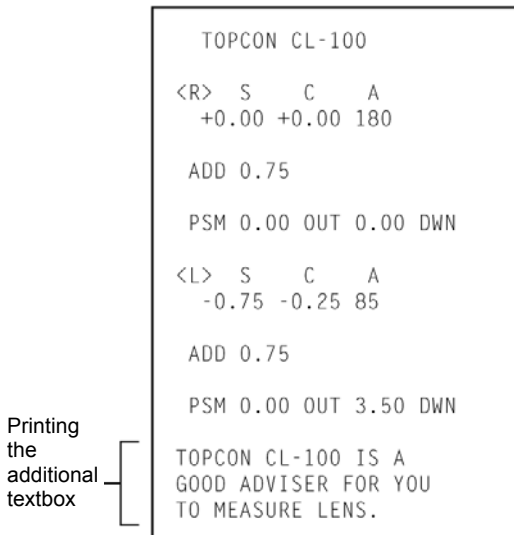 TOPCON CL-100
<R> S C A
+0.00 +0.00 180
ADD 0.75
PSM 0.00 OUT 0.00 DWN
<L> S C A
-0.75 -0.25 85
ADD 0.75
PSM 0.00 OUT 3.50 DWN
Printing
the
additional
textbox
TOPCON CL-100 IS A
GOOD ADVISER FOR YOU
TO MEASURE LENS.